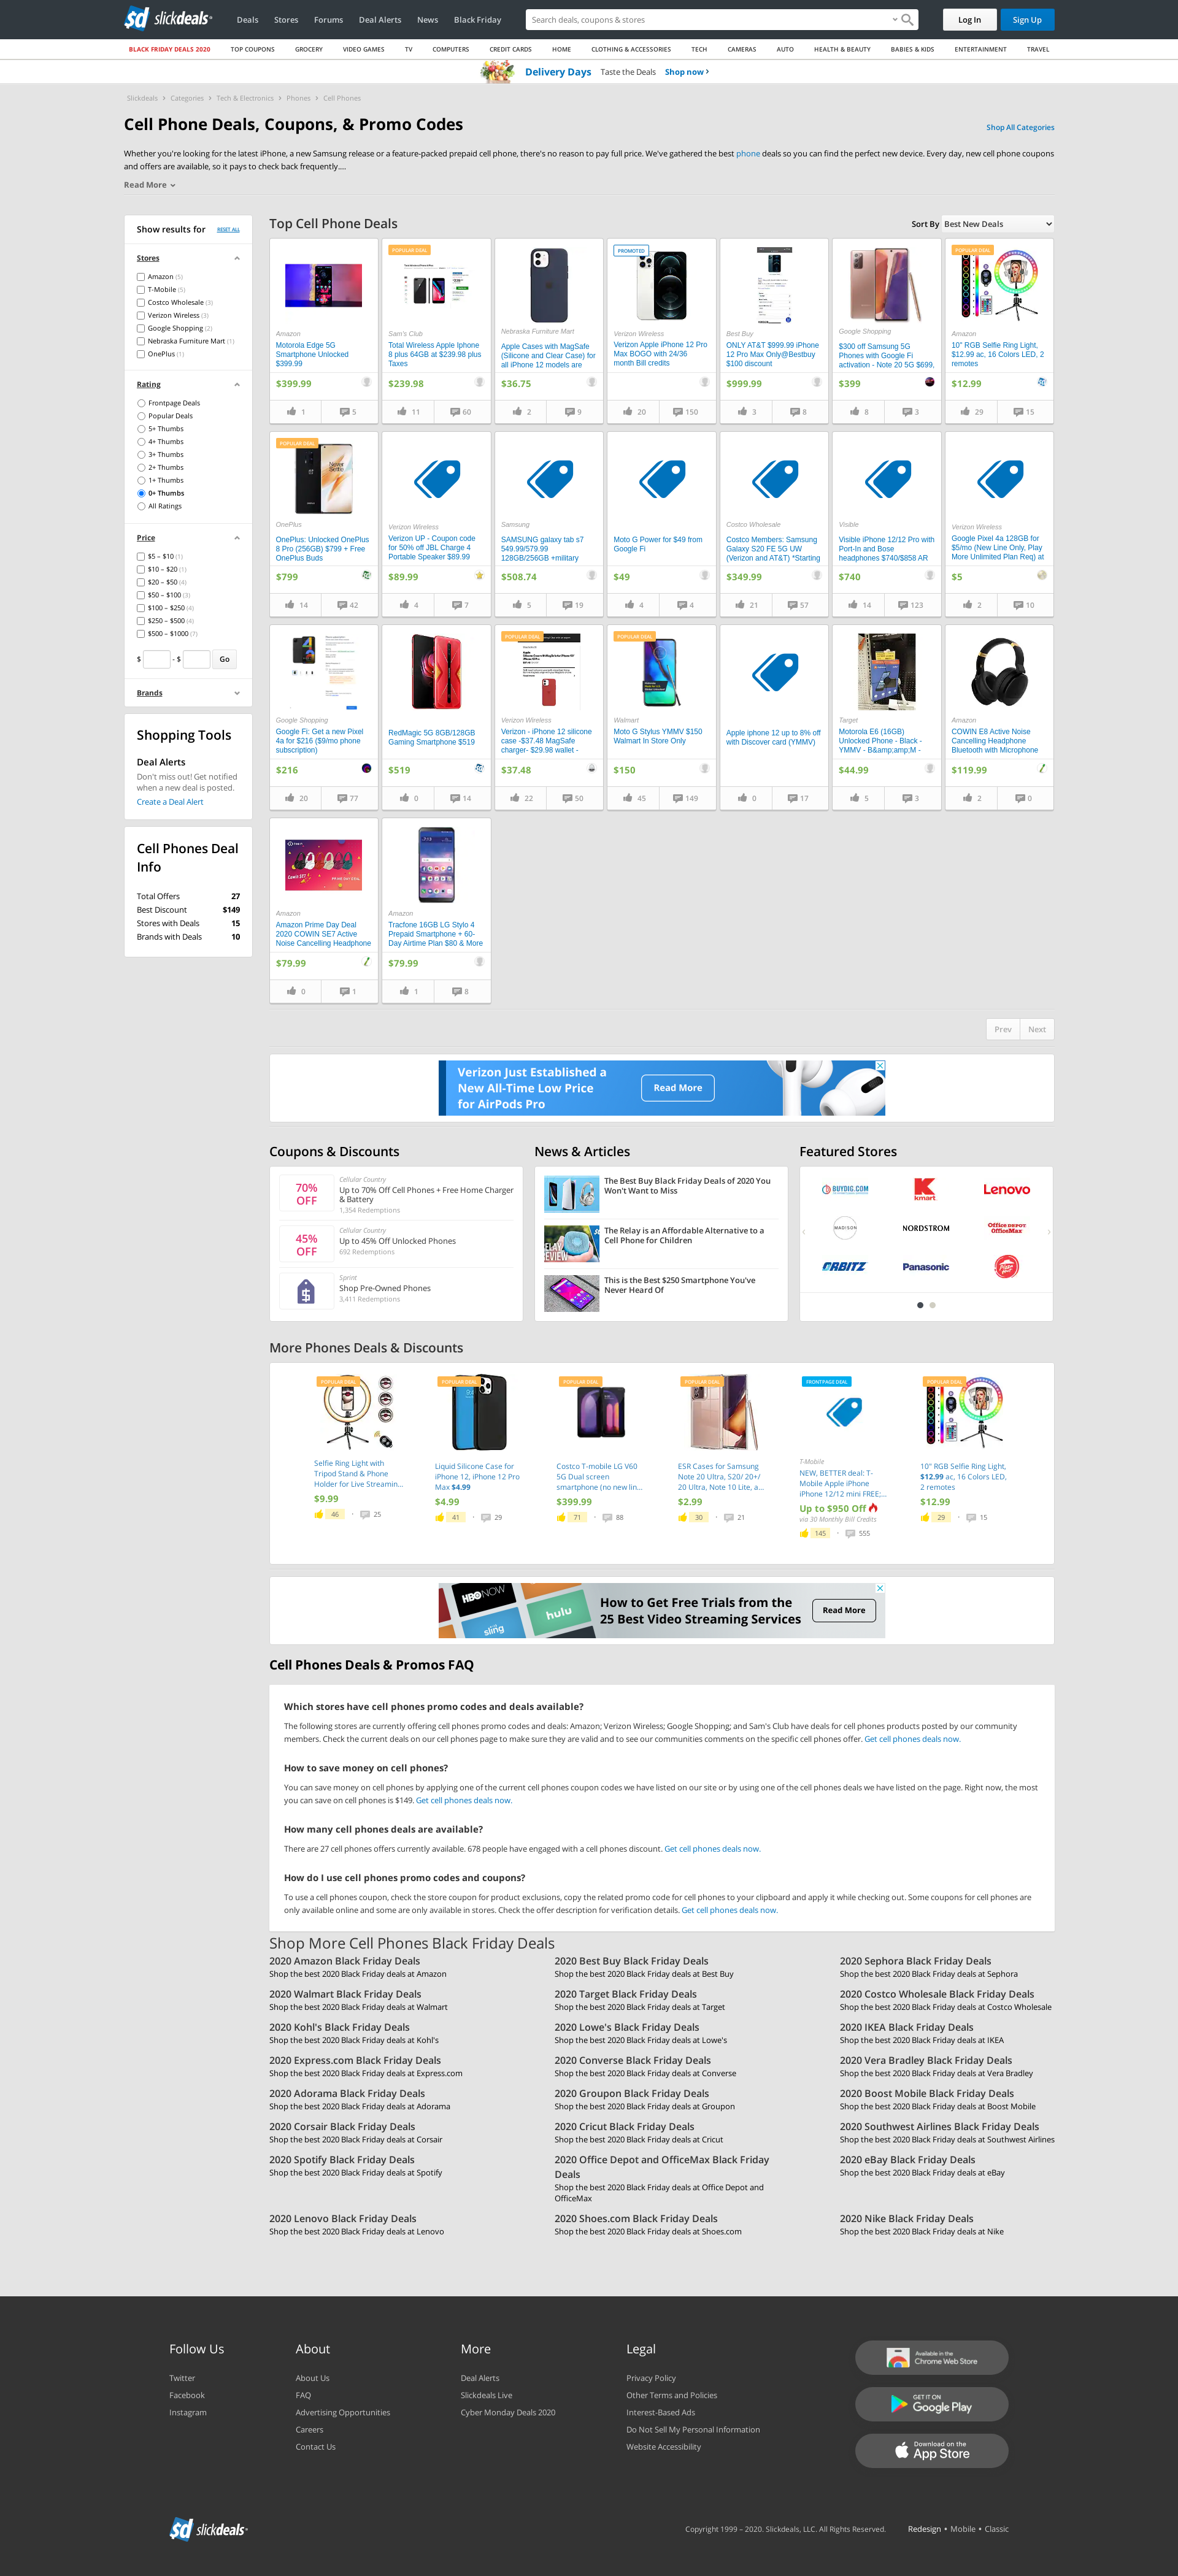 sd slickdeals
Deals
Stores
Forums
Deal Alerts
News
Black Friday
Search deals, coupons & stores
Log In
Sign Up
BLACK FRIDAY DEALS 2020
TOP COUPONS
GROCERY
VIDEO GAMES
TV
COMPUTERS
CREDIT CARDS
HOME
CLOTHING & ACCESSORIES
TECH
CAMERAS
AUTO
HEALTH & BEAUTY
BABIES & KIDS
ENTERTAINMENT
TRAVEL
Delivery Days Taste the Deals Shop now ›
Slickdeals › Categories › Tech & Electronics › Phones › Cell Phones
Cell Phone Deals, Coupons, & Promo Codes
Shop All Categories
Whether you're looking for the latest iPhone, a new Samsung release or a feature-packed prepaid cell phone, there's no reason to pay full price. We've gathered the best phone deals so you can find the perfect new device. Every day, new cell phone coupons
and offers are available, so it pays to check back frequently....
Read More
Show results for
RESET ALL
Stores
Amazon (5)
T-Mobile (5)
Costco Wholesale (3)
Verizon Wireless (3)
Google Shopping (2)
Nebraska Furniture Mart (1)
OnePlus (1)
Rating
Frontpage Deals
Popular Deals
5+ Thumbs
4+ Thumbs
3+ Thumbs
2+ Thumbs
1+ Thumbs
0+ Thumbs
All Ratings
Price
$5 – $10 (1)
$10 – $20 (1)
$20 – $50 (4)
$50 – $100 (3)
$100 – $250 (4)
$250 – $500 (4)
$500 – $1000 (7)
$ - $ Go
Brands
Shopping Tools
Deal Alerts
Don't miss out! Get notified
when a new deal is posted.
Create a Deal Alert
Cell Phones Deal
Info
Total Offers 27
Best Discount $149
Stores with Deals 15
Brands with Deals 10
Top Cell Phone Deals
Sort By Best New Deals
Amazon
Motorola Edge 5G
Smartphone Unlocked
$399.99
$399.99
1 5
POPULAR DEAL
Sam's Club
Total Wireless Apple Iphone
8 plus 64GB at $239.98 plus
Taxes
$239.98
11 60
Nebraska Furniture Mart
Apple Cases with MagSafe
(Silicone and Clear Case) for
all iPhone 12 models are
$36.75
2 9
PROMOTED
Verizon Wireless
Verizon Apple iPhone 12 Pro
Max BOGO with 24/36
month Bill credits
20 150
Best Buy
ONLY AT&T $999.99 iPhone
12 Pro Max Only@Bestbuy
$100 discount
$999.99
3 8
Google Shopping
$300 off Samsung 5G
Phones with Google Fi
activation - Note 20 5G $699,
$399
8 3
POPULAR DEAL
Amazon
10" RGB Selfie Ring Light,
$12.99 ac, 16 Colors LED, 2
remotes
$12.99
29 15
POPULAR DEAL
Never
Settle
OnePlus
OnePlus: Unlocked OnePlus
8 Pro (256GB) $799 + Free
OnePlus Buds
$799
14 42
Verizon Wireless
Verizon UP - Coupon code
for 50% off JBL Charge 4
Portable Speaker $89.99
$89.99
4 7
Samsung
SAMSUNG galaxy tab s7
549.99/579.99
128GB/256GB +military
$508.74
5 19
Moto G Power for $49 from
Google Fi
$49
4 4
Costco Wholesale
Costco Members: Samsung
Galaxy S20 FE 5G UW
(Verizon and AT&T) *Starting
$349.99
21 57
Visible
Visible iPhone 12/12 Pro with
Port-In and Bose
headphones $740/$858 AR
$740
14 123
Verizon Wireless
Google Pixel 4a 128GB for
$5/mo (New Line Only, Play
More Unlimited Plan Req) at
$5
2 10
Google Shopping
Google Fi: Get a new Pixel
4a for $216 ($9/mo phone
subscription)
$216
20 77
RedMagic 5G 8GB/128GB
Gaming Smartphone $519
$519
0 14
POPULAR DEAL
Verizon Wireless
Verizon - iPhone 12 silicone
case -$37.48 MagSafe
charger- $29.98 wallet -
$37.48
22 50
POPULAR DEAL
Walmart
Moto G Stylus YMMV $150
Walmart In Store Only
$150
45 149
Apple iphone 12 up to 8% off
with Discover card (YMMV)
0 17
Target
Motorola E6 (16GB)
Unlocked Phone - Black -
YMMV - B&amp;amp;M -
$44.99
5 3
Amazon
COWIN E8 Active Noise
Cancelling Headphone
Bluetooth with Microphone
$119.99
2 0
Amazon
Amazon Prime Day Deal
2020 COWIN SE7 Active
Noise Cancelling Headphone
$79.99
0 1
Amazon
Tracfone 16GB LG Stylo 4
Prepaid Smartphone + 60-
Day Airtime Plan $80 & More
$79.99
1 8
Prev Next
Verizon Just Established a
New All-Time Low Price
for AirPods Pro
Read More
Coupons & Discounts
70%
OFF
Cellular Country
Up to 70% Off Cell Phones + Free Home Charger
& Battery
1,354 Redemptions
45%
OFF
Cellular Country
Up to 45% Off Unlocked Phones
692 Redemptions
Sprint
Shop Pre-Owned Phones
3,411 Redemptions
News & Articles
The Best Buy Black Friday Deals of 2020 You
Won't Want to Miss
The Relay is an Affordable Alternative to a
Cell Phone for Children
This is the Best $250 Smartphone You've
Never Heard Of
Featured Stores
BUYDIG.COM
kmart
Lenovo
MADISON
NORDSTROM
Office DEPOT
OfficeMax
ORBITZ
Panasonic
More Phones Deals & Discounts
POPULAR DEAL
Selfie Ring Light with
Tripod Stand & Phone
Holder for Live Streamin...
$9.99
46 · 25
POPULAR DEAL
Liquid Silicone Case for
iPhone 12, iPhone 12 Pro
Max $4.99
$4.99
41 · 29
POPULAR DEAL
Costco T-mobile LG V60
5G Dual screen
smartphone (no new lin...
$399.99
71 · 88
POPULAR DEAL
ESR Cases for Samsung
Note 20 Ultra, S20/ 20+/
20 Ultra, Note 10 Lite, a...
$2.99
30 · 21
FRONTPAGE DEAL
T-Mobile
NEW, BETTER deal: T-
Mobile Apple iPhone
iPhone 12/12 mini FREE;...
Up to $950 Off
via 30 Monthly Bill Credits
145 · 555
POPULAR DEAL
10" RGB Selfie Ring Light,
$12.99 ac, 16 Colors LED,
2 remotes
$12.99
29 · 15
HBO NOW
sling
hulu
How to Get Free Trials from the
25 Best Video Streaming Services
Read More
Cell Phones Deals & Promos FAQ
Which stores have cell phones promo codes and deals available?
The following stores are currently offering cell phones promo codes and deals: Amazon; Verizon Wireless; Google Shopping; and Sam's Club have deals for cell phones products posted by our community
members. Check the current deals on our cell phones page to make sure they are valid and to see our communities comments on the specific cell phones offer. Get cell phones deals now.
How to save money on cell phones?
You can save money on cell phones by applying one of the current cell phones coupon codes we have listed on our site or by using one of the cell phones deals we have listed on the page. Right now, the most
you can save on cell phones is $149. Get cell phones deals now.
How many cell phones deals are available?
There are 27 cell phones offers currently available. 678 people have engaged with a cell phones discount. Get cell phones deals now.
How do I use cell phones promo codes and coupons?
To use a cell phones coupon, check the store coupon for product exclusions, copy the related promo code for cell phones to your clipboard and apply it while checking out. Some coupons for cell phones are
only available online and some are only available in stores. Check the offer description for verification details. Get cell phones deals now.
Shop More Cell Phones Black Friday Deals
2020 Amazon Black Friday Deals
Shop the best 2020 Black Friday deals at Amazon
2020 Best Buy Black Friday Deals
Shop the best 2020 Black Friday deals at Best Buy
2020 Sephora Black Friday Deals
Shop the best 2020 Black Friday deals at Sephora
2020 Walmart Black Friday Deals
Shop the best 2020 Black Friday deals at Walmart
2020 Target Black Friday Deals
Shop the best 2020 Black Friday deals at Target
2020 Costco Wholesale Black Friday Deals
Shop the best 2020 Black Friday deals at Costco Wholesale
2020 Kohl's Black Friday Deals
Shop the best 2020 Black Friday deals at Kohl's
2020 Lowe's Black Friday Deals
Shop the best 2020 Black Friday deals at Lowe's
2020 IKEA Black Friday Deals
Shop the best 2020 Black Friday deals at IKEA
2020 Express.com Black Friday Deals
Shop the best 2020 Black Friday deals at Express.com
2020 Converse Black Friday Deals
Shop the best 2020 Black Friday deals at Converse
2020 Vera Bradley Black Friday Deals
Shop the best 2020 Black Friday deals at Vera Bradley
2020 Adorama Black Friday Deals
Shop the best 2020 Black Friday deals at Adorama
2020 Groupon Black Friday Deals
Shop the best 2020 Black Friday deals at Groupon
2020 Boost Mobile Black Friday Deals
Shop the best 2020 Black Friday deals at Boost Mobile
2020 Corsair Black Friday Deals
Shop the best 2020 Black Friday deals at Corsair
2020 Cricut Black Friday Deals
Shop the best 2020 Black Friday deals at Cricut
2020 Southwest Airlines Black Friday Deals
Shop the best 2020 Black Friday deals at Southwest Airlines
2020 Spotify Black Friday Deals
Shop the best 2020 Black Friday deals at Spotify
2020 Office Depot and OfficeMax Black Friday
Deals
Shop the best 2020 Black Friday deals at Office Depot and
OfficeMax
2020 eBay Black Friday Deals
Shop the best 2020 Black Friday deals at eBay
2020 Lenovo Black Friday Deals
Shop the best 2020 Black Friday deals at Lenovo
2020 Shoes.com Black Friday Deals
Shop the best 2020 Black Friday deals at Shoes.com
2020 Nike Black Friday Deals
Shop the best 2020 Black Friday deals at Nike
Follow Us
Twitter
Facebook
Instagram
About
About Us
FAQ
Advertising Opportunities
Careers
Contact Us
More
Deal Alerts
Slickdeals Live
Cyber Monday Deals 2020
Legal
Privacy Policy
Other Terms and Policies
Interest-Based Ads
Do Not Sell My Personal Information
Website Accessibility
Available in the
Chrome Web Store
GET IT ON
Google Play
Download on the
App Store
sd slickdeals
Copyright 1999 – 2020. Slickdeals, LLC. All Rights Reserved.
Redesign • Mobile • Classic